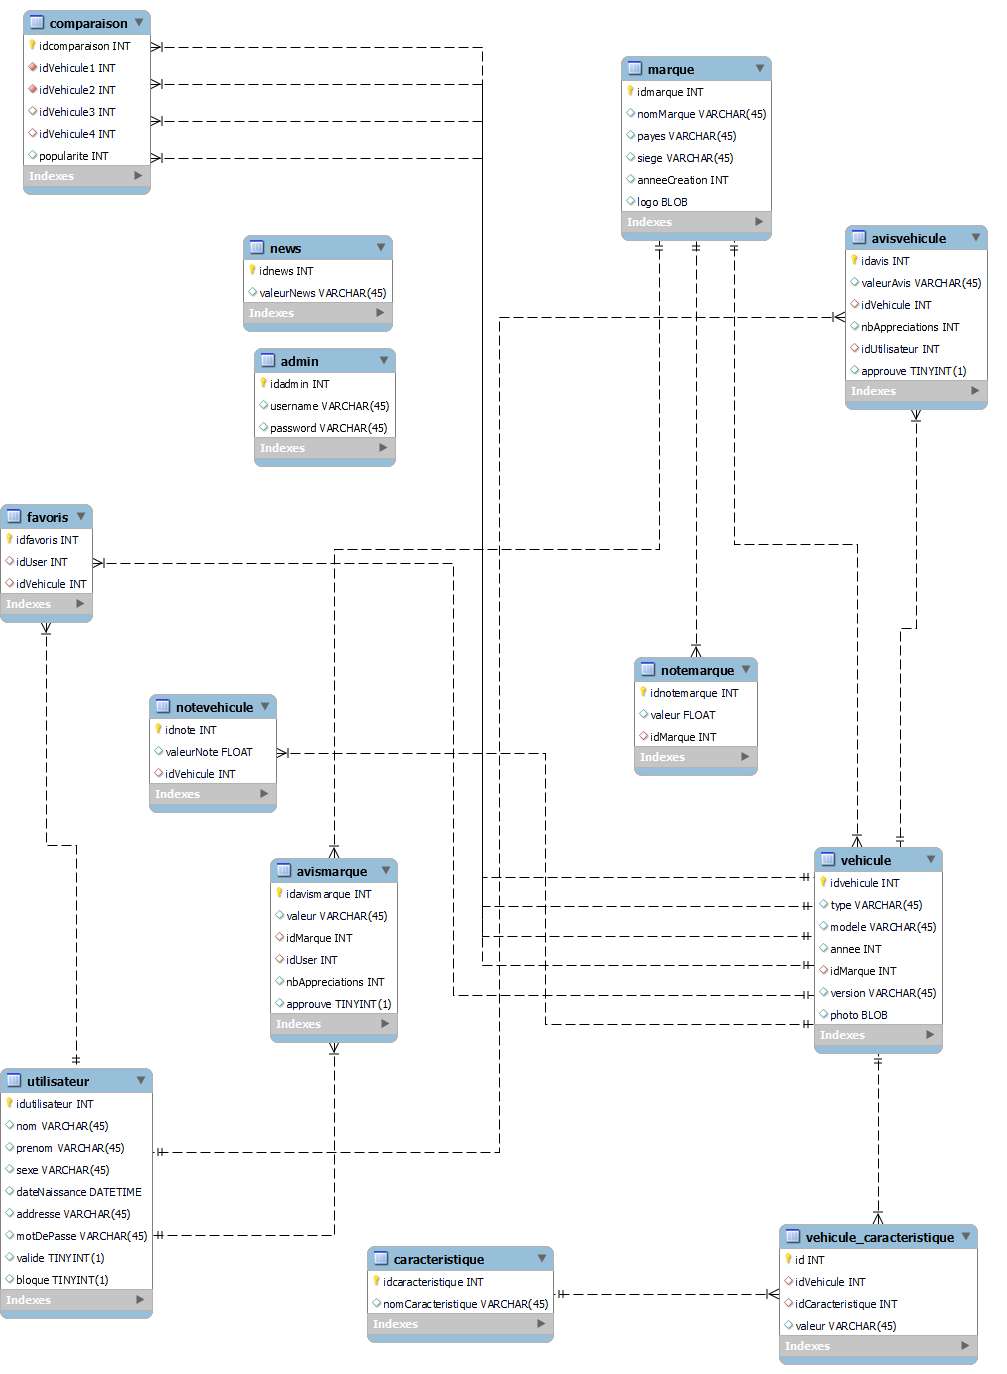 comparaison
idcomparaison INT
idVehicule1 INT
idVehicule2 INT
idVehicule3 INT
idVehicule4 INT
popularite INT
Indexes
marque
idmarque INT
nomMarque VARCHAR(45)
payes VARCHAR(45)
siege VARCHAR(45)
anneeCreation INT
logo BLOB
Indexes
news
idnews INT
valeurNews VARCHAR(45)
Indexes
avisvehicule
idavis INT
valeurAvis VARCHAR(45)
idVehicule INT
nbAppreciations INT
idUtilisateur INT
approuve TINYINT(1)
Indexes
admin
idadmin INT
username VARCHAR(45)
password VARCHAR(45)
Indexes
favoris
idfavoris INT
idUser INT
idVehicule INT
Indexes
notemarque
idnotemarque INT
valeur FLOAT
idMarque INT
Indexes
notevehicule
idnote INT
valeurNote FLOAT
idVehicule INT
Indexes
avismarque
idavismarque INT
valeur VARCHAR(45)
idMarque INT
idUser INT
nbAppreciations INT
approuve TINYINT(1)
Indexes
vehicule
idvehicule INT
type VARCHAR(45)
modele VARCHAR(45)
annee INT
idMarque INT
version VARCHAR(45)
photo BLOB
Indexes
utilisateur
idutilisateur INT
nom VARCHAR(45)
prenom VARCHAR(45)
sexe VARCHAR(45)
dateNaissance DATETIME
addresse VARCHAR(45)
motDePasse VARCHAR(45)
valide TINYINT(1)
bloque TINYINT(1)
Indexes
caracteristique
idcaracteristique INT
nomCaracteristique VARCHAR(45)
Indexes
vehicule_caracteristique
id INT
idVehicule INT
idCaracteristique INT
valeur VARCHAR(45)
Indexes